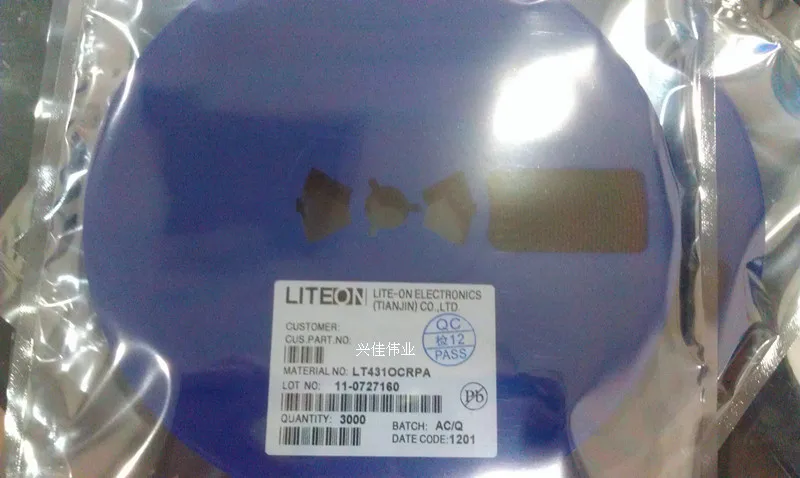 LITEON
LITE-ON ELECTRONICS
(TIANJIN) CO.,LTD
CUSTOMER:
CUS.PART.NO.
QC
检12
PASS
兴佳伟业
MATERIAL NO: LT431OCRPA
LOT NO: 11-0727160
Pb
QUANTITY: 3000
BATCH: AC/Q
DATE CODE:1201